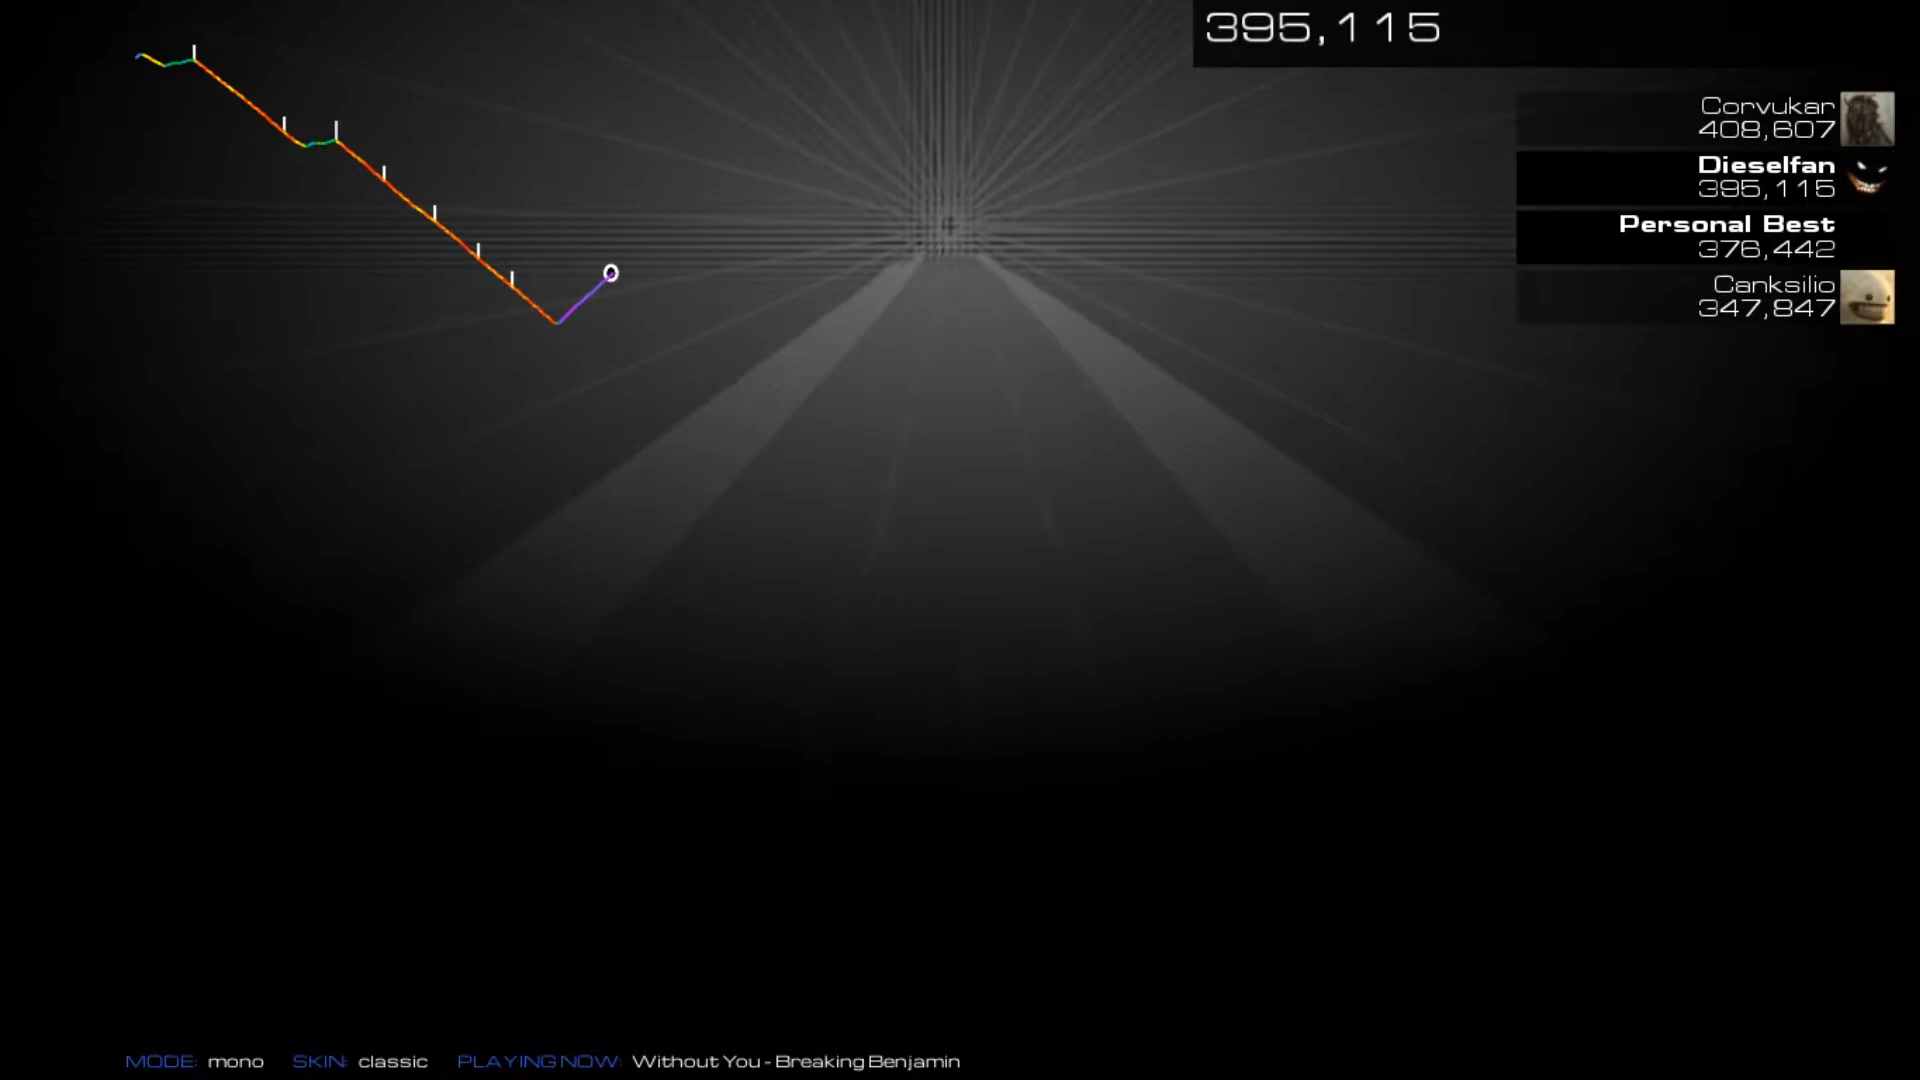 395,115
Corvukar
408,607
Dieselfan
395,115
Personal Best
376,442
Canksilio
347,847
MODE: mono SKIN: classic PLAYING NOW: Without You - Breaking Benjamin